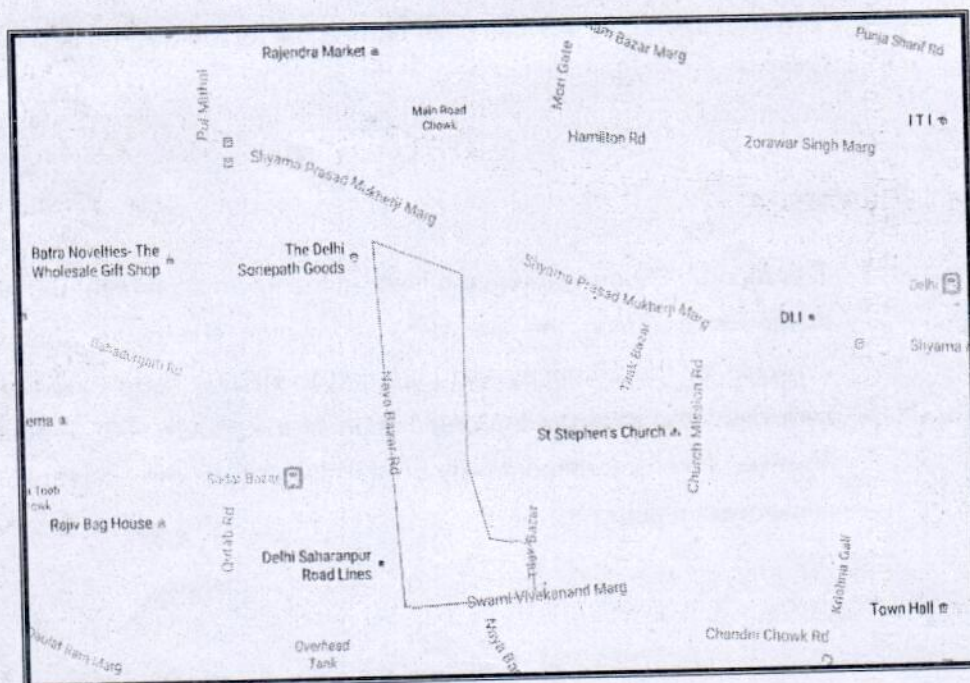 Rajendra Market
Bazar Marg
Punja Sharif Rd
Mori Gate
Pul Mithai
Main Road
Chowk
Hamilton Rd
ITI
Zorawar Singh Marg
Shyama Prasad Mukherji Marg
Batra Novelties- The
Wholesale Gift Shop
The Delhi
Sonepath Goods
Shyama Prasad Mukherji Marg
Delhi
DLI
Shyama
Bahadurgarh Rd
Tilak Bazar
Naya Bazar Rd
Church Mission Rd
ema
St Stephen's Church
Sadar Bazar
Rajiv Bag House
Qutab Rd
Delhi Saharanpur
Road Lines
Tilak Bazar
Krishna Gali
Swami Vivekanand Marg
Town Hall
Naya Ba
Chandni Chowk Rd
Daulat Ram Marg
Overhead
Tank